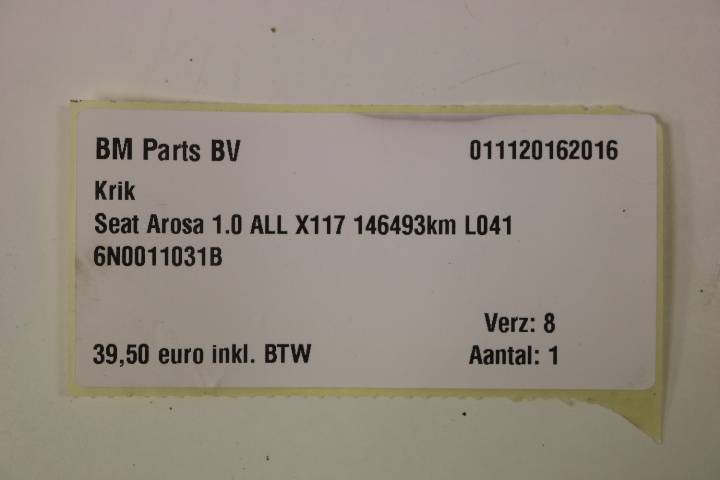 BM Parts BV 011120162016
Krik
Seat Arosa 1.0 ALL X117 146493km L041
6N0011031B
Verz: 8
39,50 euro inkl. BTW Aantal: 1